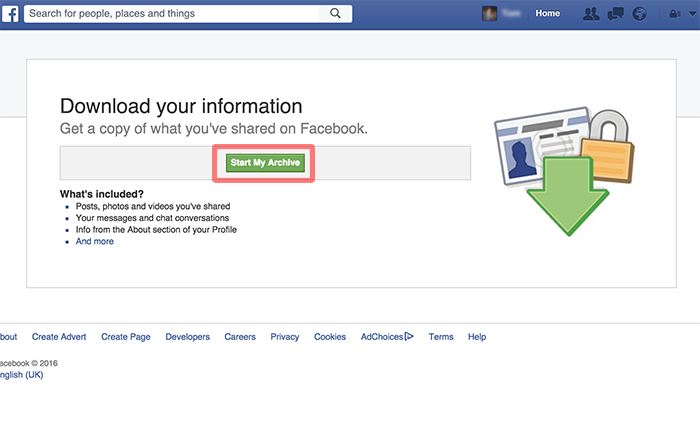 f Search for people, places and things
Home
Download your information
Get a copy of what you've shared on Facebook.
Start My Archive
What's included?
Posts, photos and videos you've shared
Your messages and chat conversations
Info from the About section of your Profile
And more
bout Create Advert Create Page Developers Careers Privacy Cookies AdChoices Terms Help
acebook © 2016
nglish (UK)